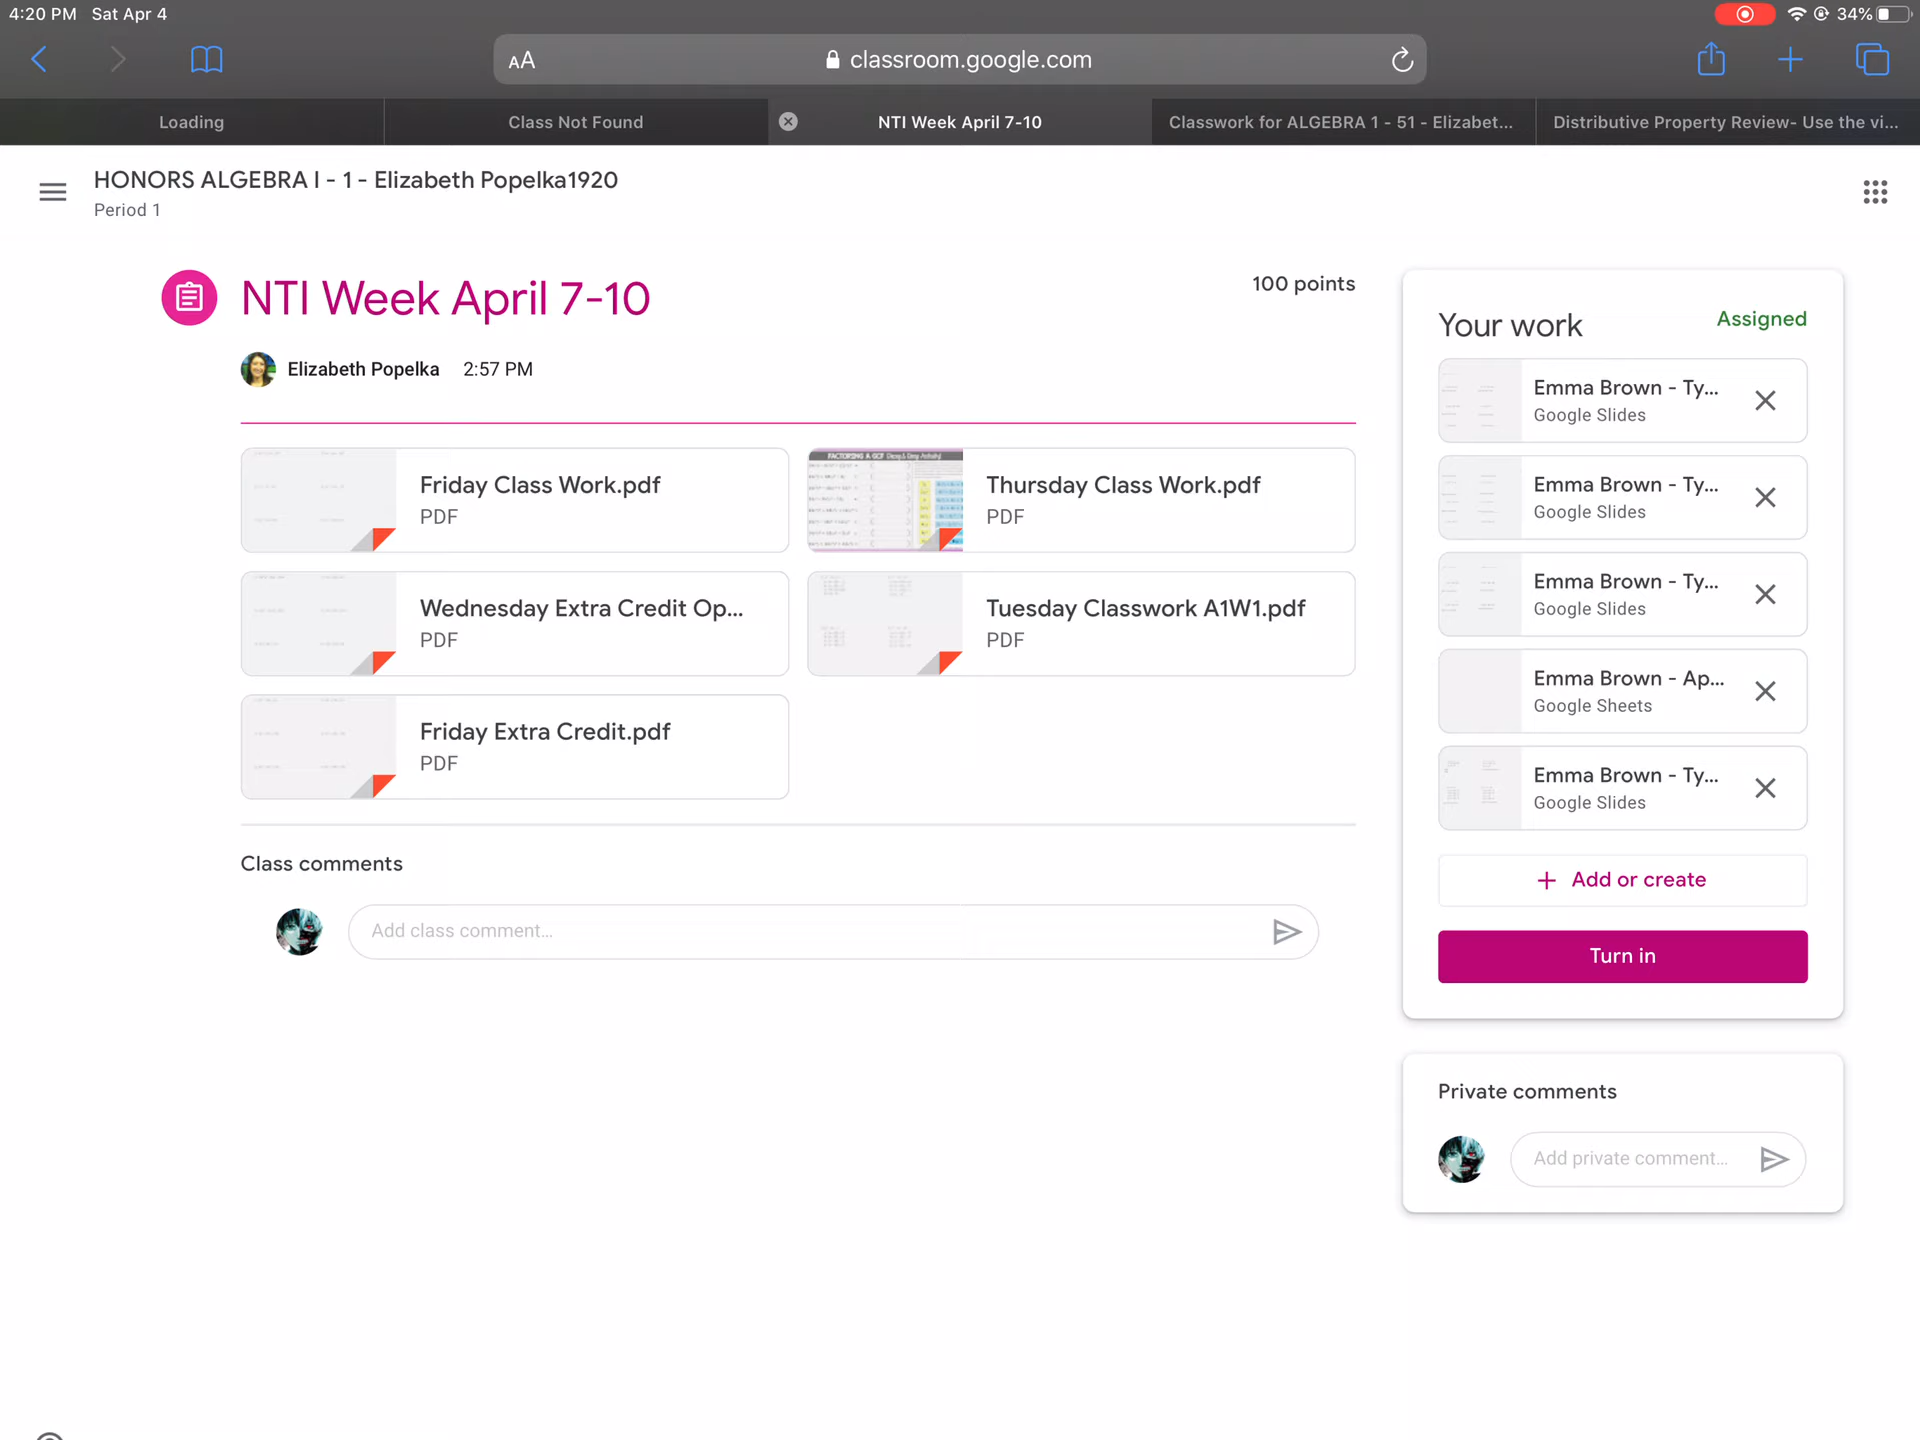 4:20 PM Sat Apr 4
34%
AA
classroom.google.com
Loading
Class Not Found
NTI Week April 7-10
Classwork for ALGEBRA 1 - 51 - Elizabet...
Distributive Property Review- Use the vi...
HONORS ALGEBRA I - 1 - Elizabeth Popelka1920
Period 1
NTI Week April 7-10
100 points
Elizabeth Popelka 2:57 PM
Friday Class Work.pdf
PDF
FACTORING A GCF
Thursday Class Work.pdf
PDF
Wednesday Extra Credit Op...
PDF
Tuesday Classwork A1W1.pdf
PDF
Friday Extra Credit.pdf
PDF
Class comments
Add class comment...
Your work
Assigned
Emma Brown - Ty...
Google Slides
Emma Brown - Ty...
Google Slides
Emma Brown - Ty...
Google Slides
Emma Brown - Ap...
Google Sheets
Emma Brown - Ty...
Google Slides
+ Add or create
Turn in
Private comments
Add private comment...